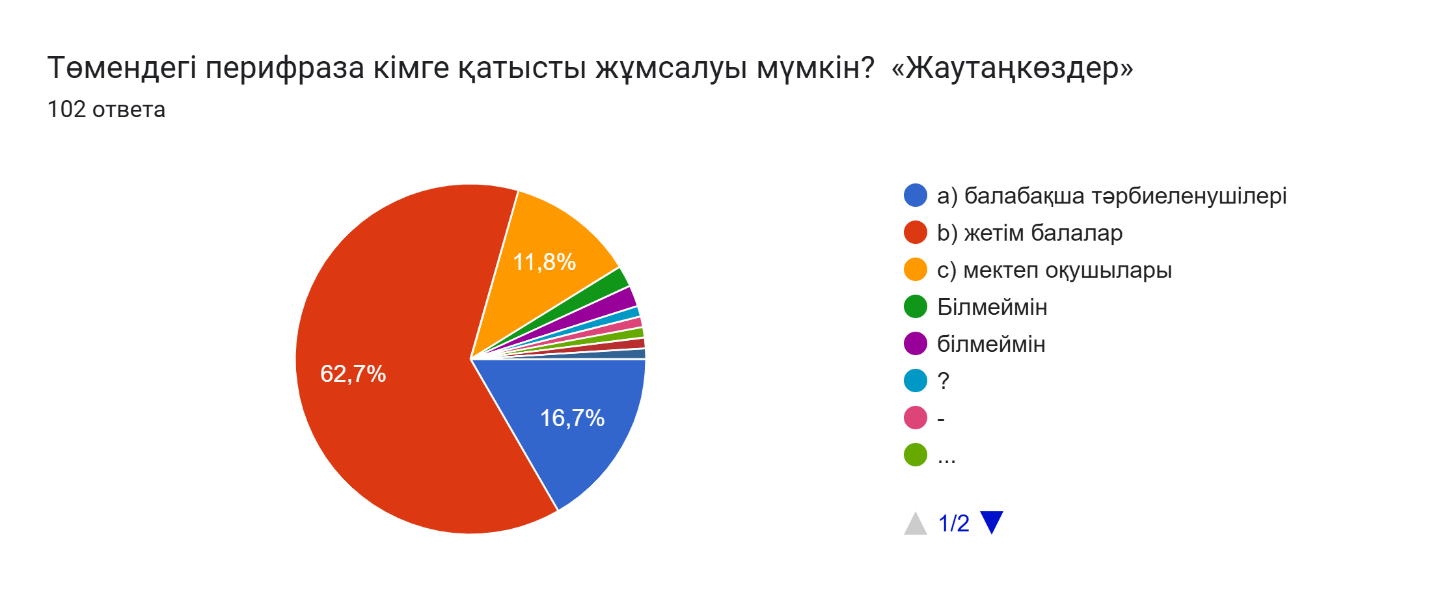 Төмендегі перифраза кімге қатысты жұмсалуы мүмкін?  «Жаутаңкөздер»
102 ответа
11,8%
62,7%
16,7%
a) балабақша тәрбиеленушілері
b) жетім балалар
c) мектеп оқушылары
Білмеймін
білмеймін
?
-
...
1/2